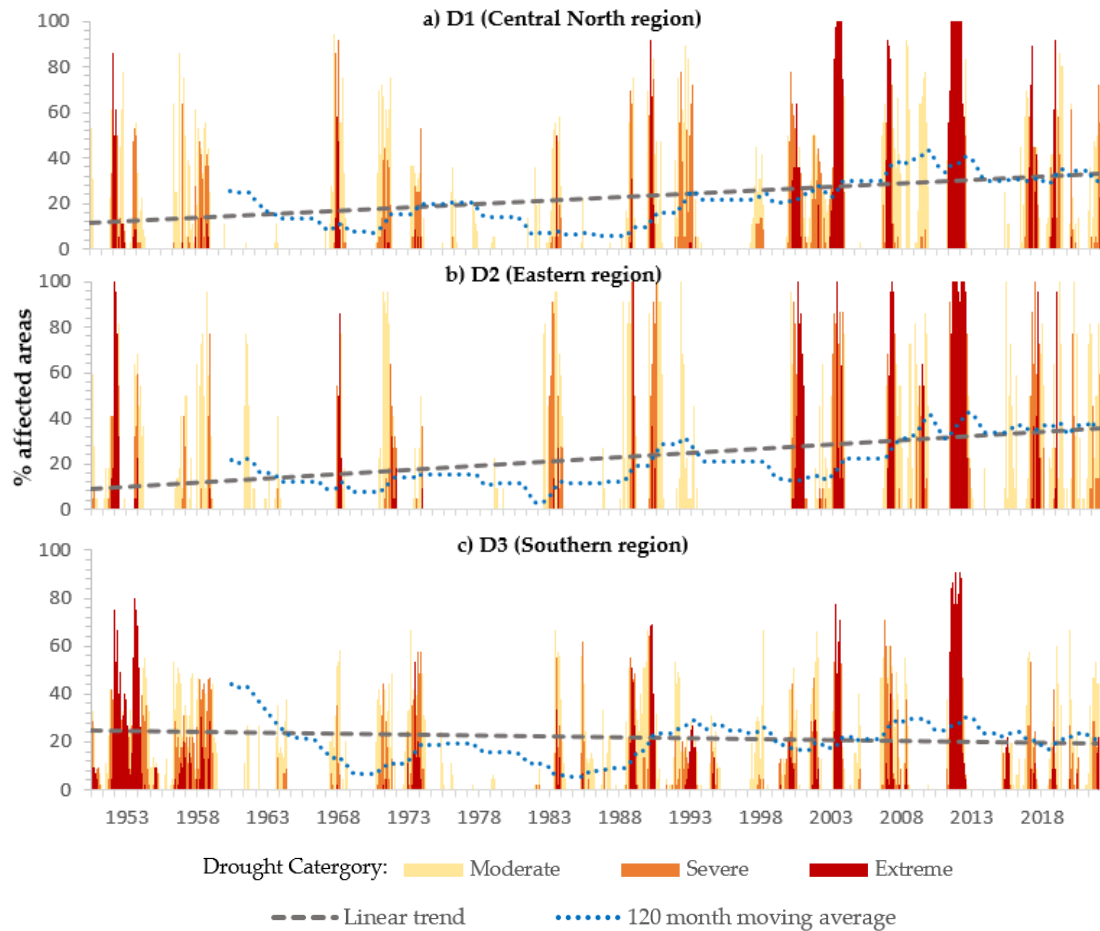 a) D1 (Central North region)
100
80
60
40
20
0
b) D2 (Eastern region)
100
80
60
40
20
0
% affected areas
c) D3 (Southern region)
100
80
60
40
20
0
1953 1958 1963 1968 1973 1978 1983 1988 1993 1998 2003 2008 2013 2018
Drought Catergory: Moderate Severe Extreme
Linear trend 120 month moving average